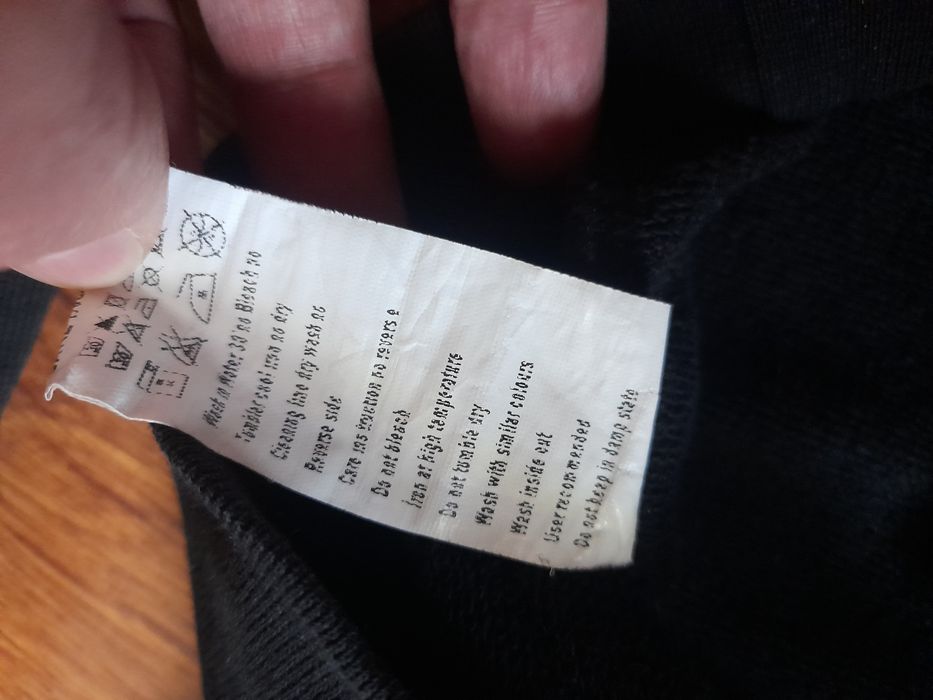 Wash in Water 30 no Bleach no
Tumbler cool iron no dry
Cleaning line dry wash no
Reverse side
Care instruction no reverse
Do not bleach
Iron at high temperature
Do not tumble dry
Wash with similar colours
Wash inside out
User recommended
Do not keep in damp state